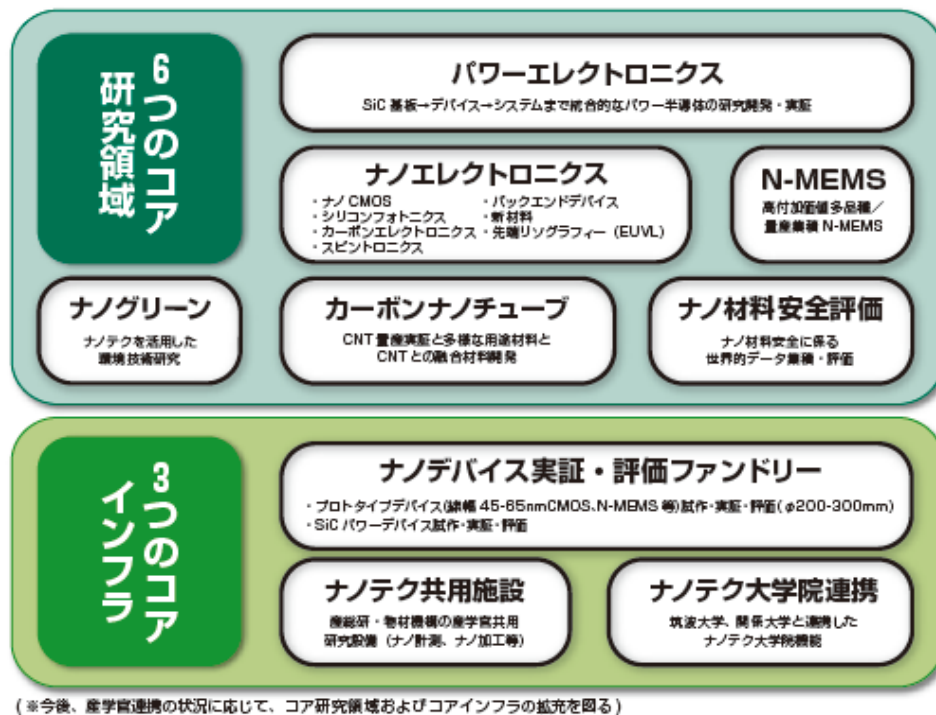 6つのコア
研究領域
パワーエレクトロニクス
SiC 基板→デバイス→システムまで統合的なパワー半導体の研究開発・実証
ナノエレクトロニクス
・ナノ CMOS
・シリコンフォトニクス
・カーボンエレクトロニクス
・スピントロニクス
・バックエンドデバイス
・新材料
・先端リソグラフィー（EUVL）
N-MEMS
高付加価値多品種／
量産集積 N-MEMS
ナノグリーン
ナノテクを活用した
環境技術研究
カーボンナノチューブ
CNT 量産実証と多様な用途材料と
CNT との融合材料開発
ナノ材料安全評価
ナノ材料安全に係る
世界的データ集積・評価
3つのコア
インフラ
ナノデバイス実証・評価ファンドリー
・プロトタイプデバイス(線幅 45-65nmCMOS、N-MEMS 等)試作・実証・評価(φ200-300mm)
・SiC パワーデバイス試作・実証・評価
ナノテク共用施設
産総研・物材機構の産学官共用
研究設備（ナノ計測、ナノ加工等）
ナノテク大学院連携
筑波大学、関係大学と連携した
ナノテク大学院機能
(※今後、産学官連携の状況に応じて、コア研究領域およびコアインフラの拡充を図る)